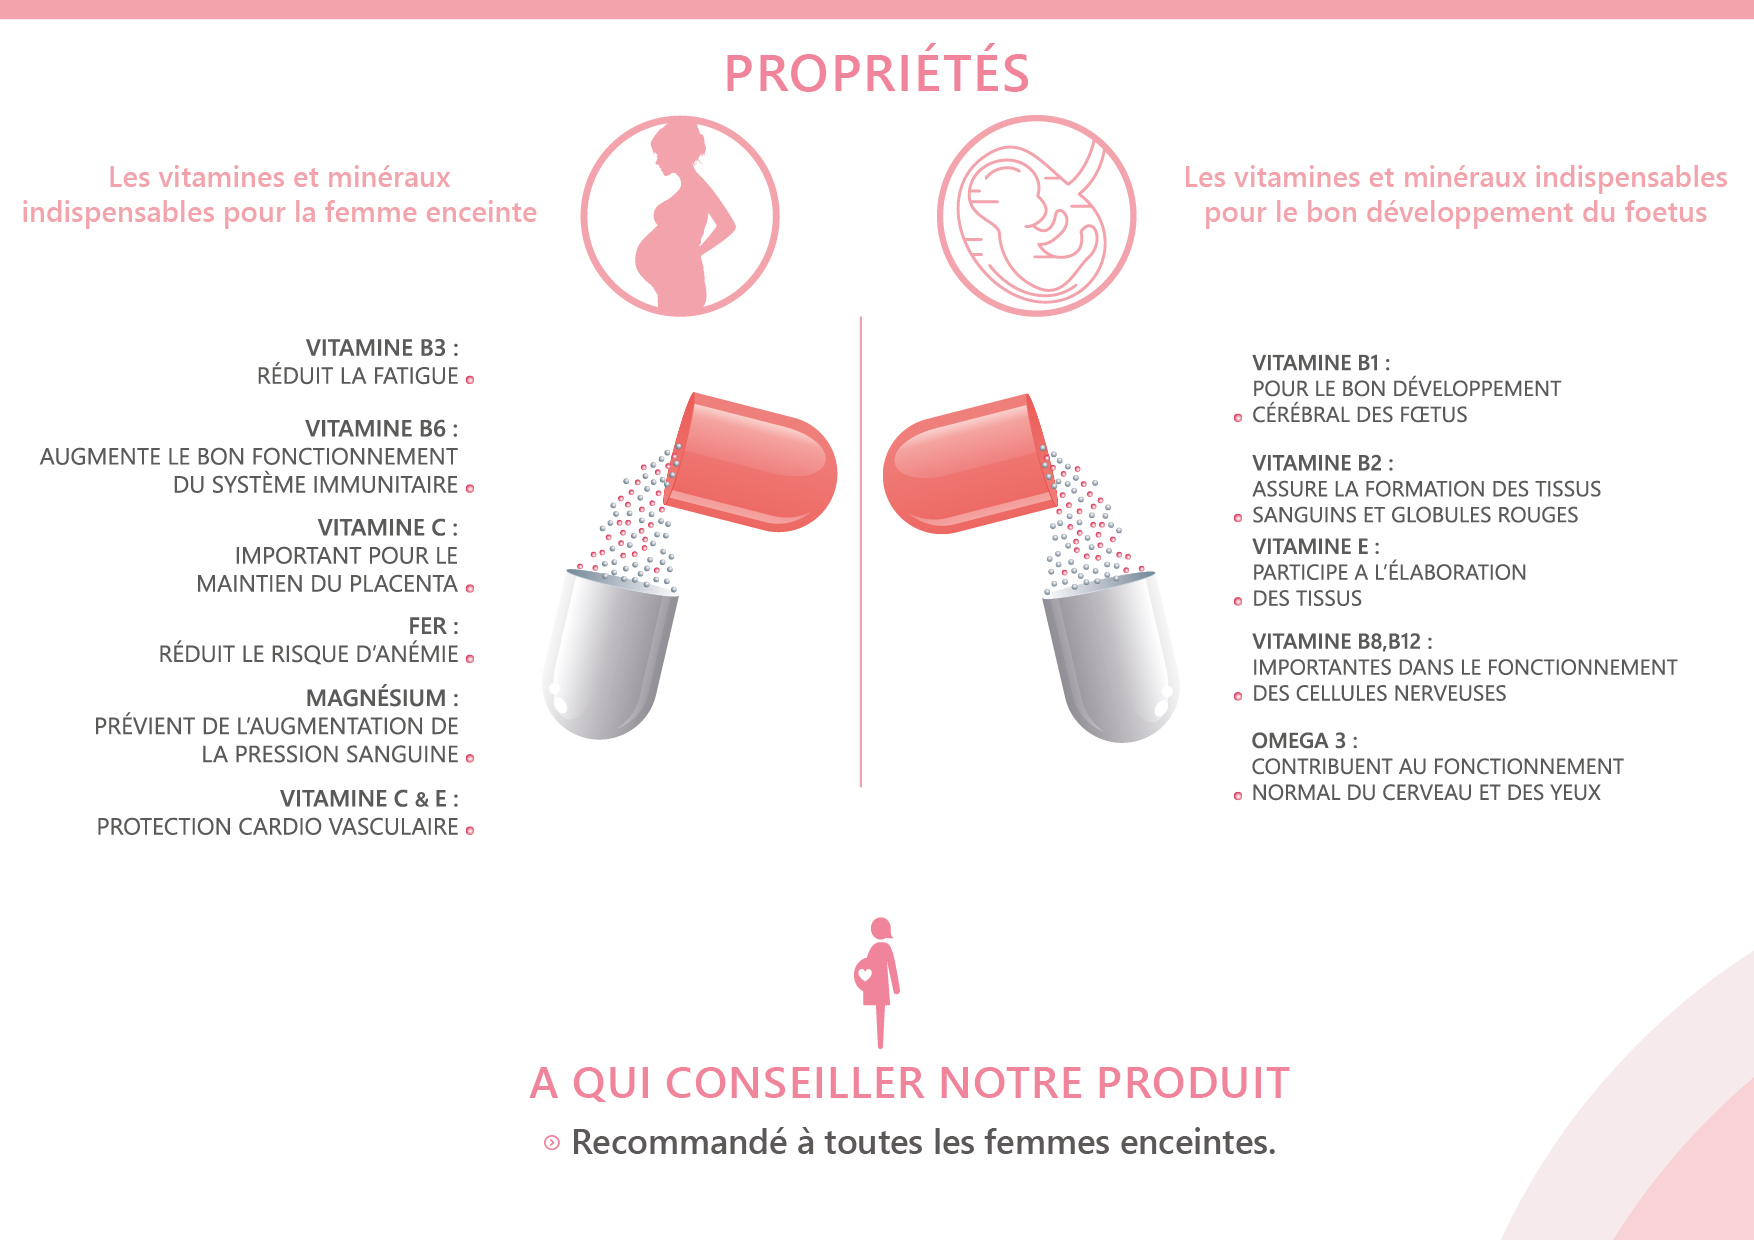 PROPRIÉTÉS
Les vitamines et minéraux
indispensables pour la femme enceinte
VITAMINE B3 :
RÉDUIT LA FATIGUE
VITAMINE B6 :
AUGMENTE LE BON FONCTIONNEMENT
DU SYSTÈME IMMUNITAIRE
VITAMINE C :
IMPORTANT POUR LE
MAINTIEN DU PLACENTA
FER :
RÉDUIT LE RISQUE D’ANÉMIE
MAGNÉSIUM :
PRÉVIENT DE L’AUGMENTATION DE
LA PRESSION SANGUINE
VITAMINE C & E :
PROTECTION CARDIO VASCULAIRE
Les vitamines et minéraux indispensables
pour le bon développement du foetus
VITAMINE B1 :
POUR LE BON DÉVELOPPEMENT
CÉRÉBRAL DES FŒTUS
VITAMINE B2 :
ASSURE LA FORMATION DES TISSUS
SANGUINS ET GLOBULES ROUGES
VITAMINE E :
PARTICIPE A L’ÉLABORATION
DES TISSUS
VITAMINE B8,B12 :
IMPORTANTES DANS LE FONCTIONNEMENT
DES CELLULES NERVEUSES
OMEGA 3 :
CONTRIBUENT AU FONCTIONNEMENT
NORMAL DU CERVEAU ET DES YEUX
A QUI CONSEILLER NOTRE PRODUIT
Recommandé à toutes les femmes enceintes.